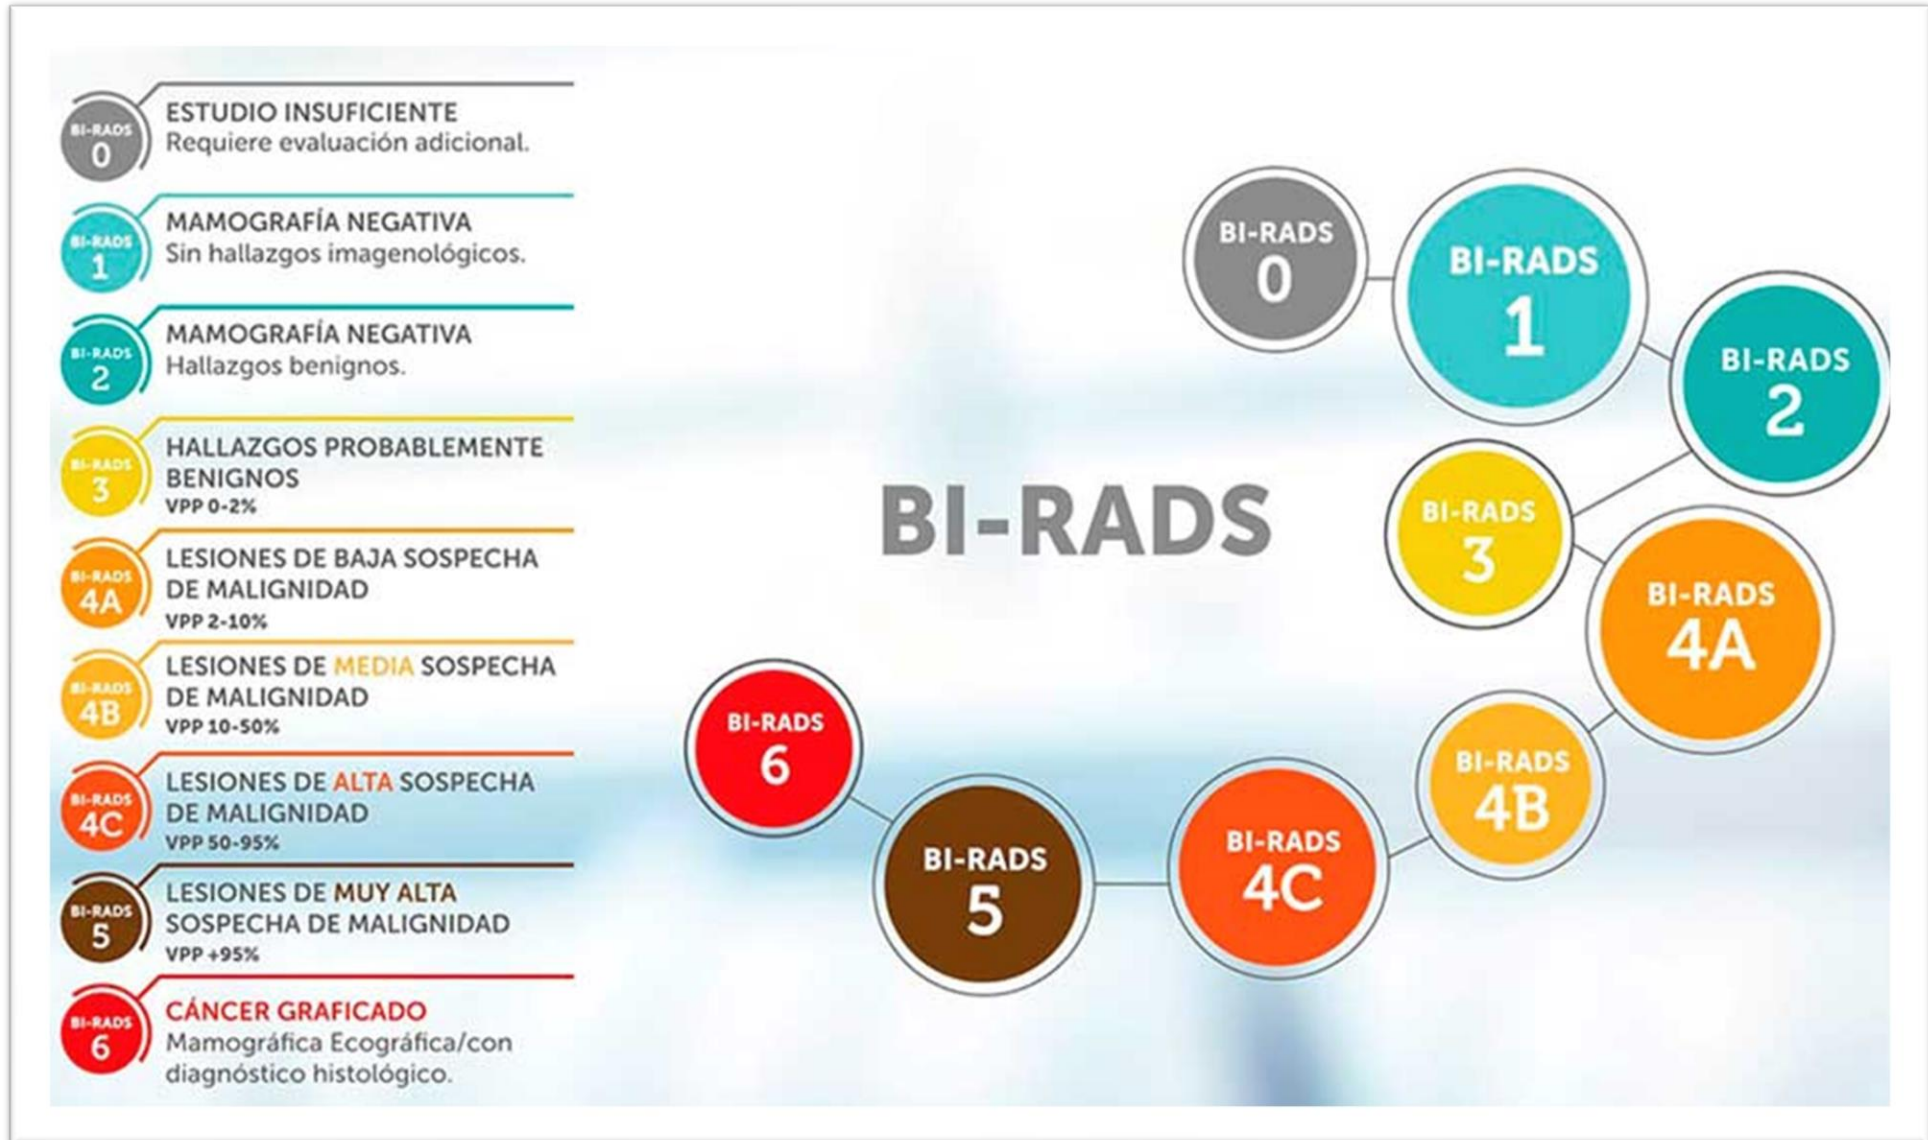 BI-RADS
0
ESTUDIO INSUFICIENTE
Requiere evaluación adicional.
BI-RADS
1
MAMOGRAFÍA NEGATIVA
Sin hallazgos imagenológicos.
BI-RADS
2
MAMOGRAFÍA NEGATIVA
Hallazgos benignos.
BI-RADS
3
HALLAZGOS PROBABLEMENTE
BENIGNOS
VPP 0-2%
BI-RADS
4A
LESIONES DE BAJA SOSPECHA
DE MALIGNIDAD
VPP 2-10%
BI-RADS
4B
LESIONES DE MEDIA SOSPECHA
DE MALIGNIDAD
VPP 10-50%
BI-RADS
4C
LESIONES DE ALTA SOSPECHA
DE MALIGNIDAD
VPP 50-95%
BI-RADS
5
LESIONES DE MUY ALTA
SOSPECHA DE MALIGNIDAD
VPP +95%
BI-RADS
6
CÁNCER GRAFICADO
Mamográfica Ecográfica/con
diagnóstico histológico.
BI-RADS
BI-RADS
0
BI-RADS
1
BI-RADS
2
BI-RADS
3
BI-RADS
4A
BI-RADS
4B
BI-RADS
4C
BI-RADS
5
BI-RADS
6